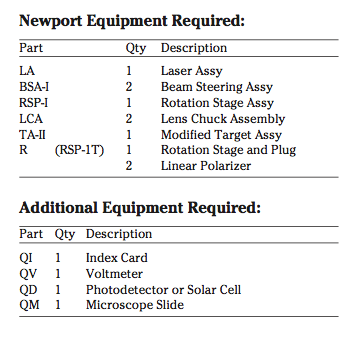 Newport Equipment Required:
Part Qty Description
LA 1 Laser Assy
BSA-I 2 Beam Steering Assy
RSP-I 1 Rotation Stage Assy
LCA 2 Lens Chuck Assembly
TA-II 1 Modified Target Assy
R (RSP-1T) 1 Rotation Stage and Plug
2 Linear Polarizer
Additional Equipment Required:
Part Qty Description
QI 1 Index Card
QV 1 Voltmeter
QD 1 Photodetector or Solar Cell
QM 1 Microscope Slide